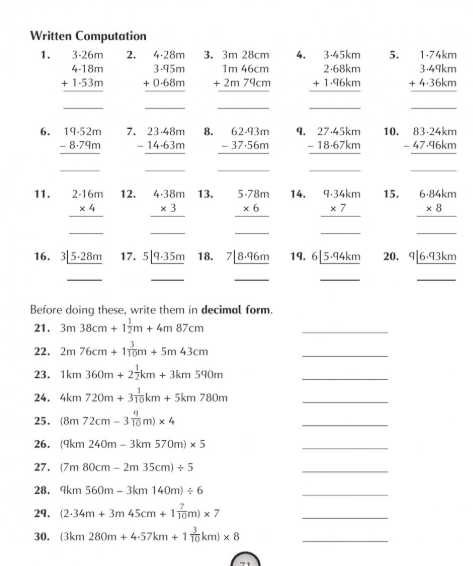 Written Computation
1. 3·26m 2. 4·28m 3. 3m 28cm 4. 3·45km 5. 1·74km
4·18m 3·95m 1m 46cm 2·68km 3·49km
+ 1·53m + 0·68m + 2m 79cm + 1·96km + 4·36km
6. 19·52m 7. 23·48m 8. 62·93m 9. 27·45km 10. 83·24km
– 8·79m – 14·63m – 37·56m – 18·67km – 47·96km
11. 2·16m 12. 4·38m 13. 5·78m 14. 9·34km 15. 6·84km
× 4 × 3 × 6 × 7 × 8
16. 3|5·28m 17. 5|9·35m 18. 7|8·96m 19. 6|5·94km 20. 9|6·93km
Before doing these, write them in decimal form.
21. 3m 38cm + 1 1/2m + 4m 87cm
22. 2m 76cm + 1 3/10m + 5m 43cm
23. 1km 360m + 2 1/2km + 3km 590m
24. 4km 720m + 3 1/10km + 5km 780m
25. (8m 72cm – 3 9/10m) × 4
26. (9km 240m – 3km 570m) × 5
27. (7m 80cm – 2m 35cm) ÷ 5
28. 9km 560m – 3km 140m) ÷ 6
29. (2·34m + 3m 45cm + 1 7/10m) × 7
30. (3km 280m + 4·57km + 1 3/10km) × 8
71